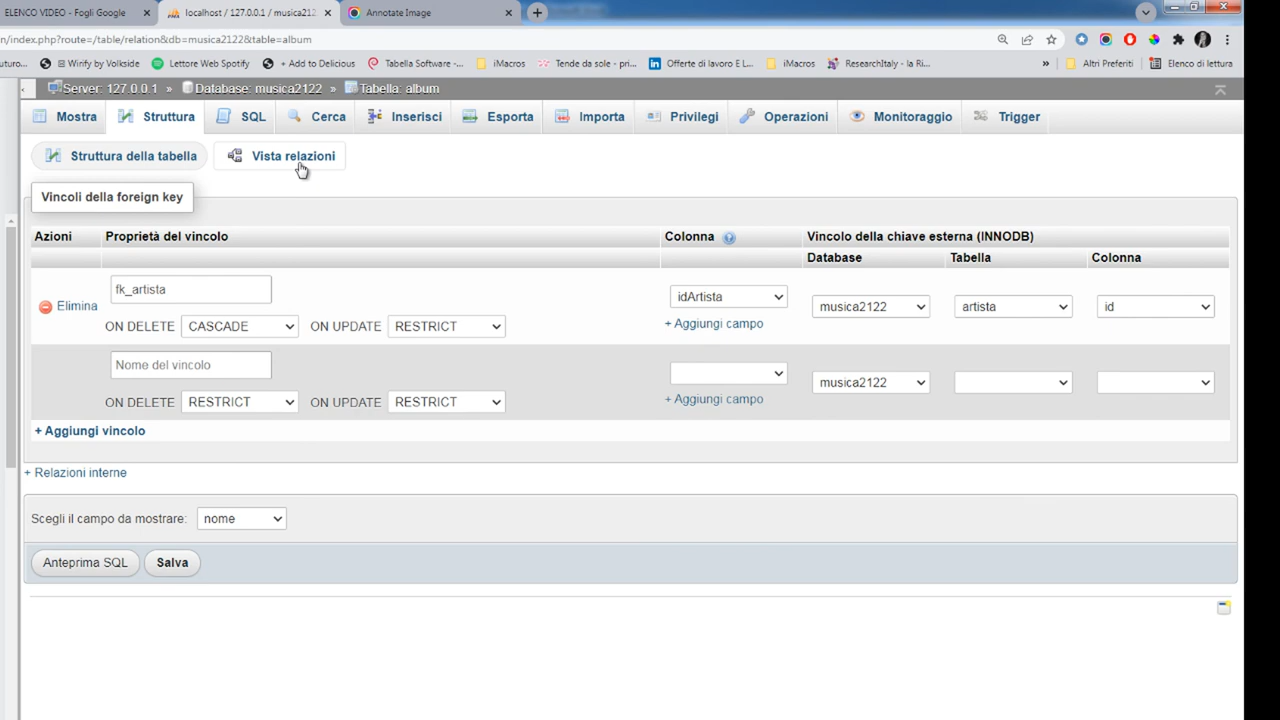 ELENCO VIDEO - Fogli Google
localhost / 127.0.0.1 / musica212
Annotate Image
n/index.php?route=/table/relation&db=musica2122&table=album
uturo...
Wirify by Volkside
Lettore Web Spotify
+ Add to Delicious
Tabella Software -...
iMacros
Tende da sole - pri...
Offerte di lavoro E L...
iMacros
ResearchItaly - la Ri...
»
Altri Preferiti
Elenco di lettura
Server: 127.0.0.1 » Database: musica2122 » Tabella: album
Mostra
Struttura
SQL
Cerca
Inserisci
Esporta
Importa
Privilegi
Operazioni
Monitoraggio
Trigger
Struttura della tabella
Vista relazioni
Vincoli della foreign key
Azioni
Proprietà del vincolo
Colonna
Vincolo della chiave esterna (INNODB)
Database
Tabella
Colonna
fk_artista
idArtista
Elimina
musica2122
artista
id
ON DELETE CASCADE ON UPDATE RESTRICT
+ Aggiungi campo
Nome del vincolo
musica2122
ON DELETE RESTRICT ON UPDATE RESTRICT
+ Aggiungi campo
+ Aggiungi vincolo
+ Relazioni interne
Scegli il campo da mostrare: nome
Anteprima SQL
Salva